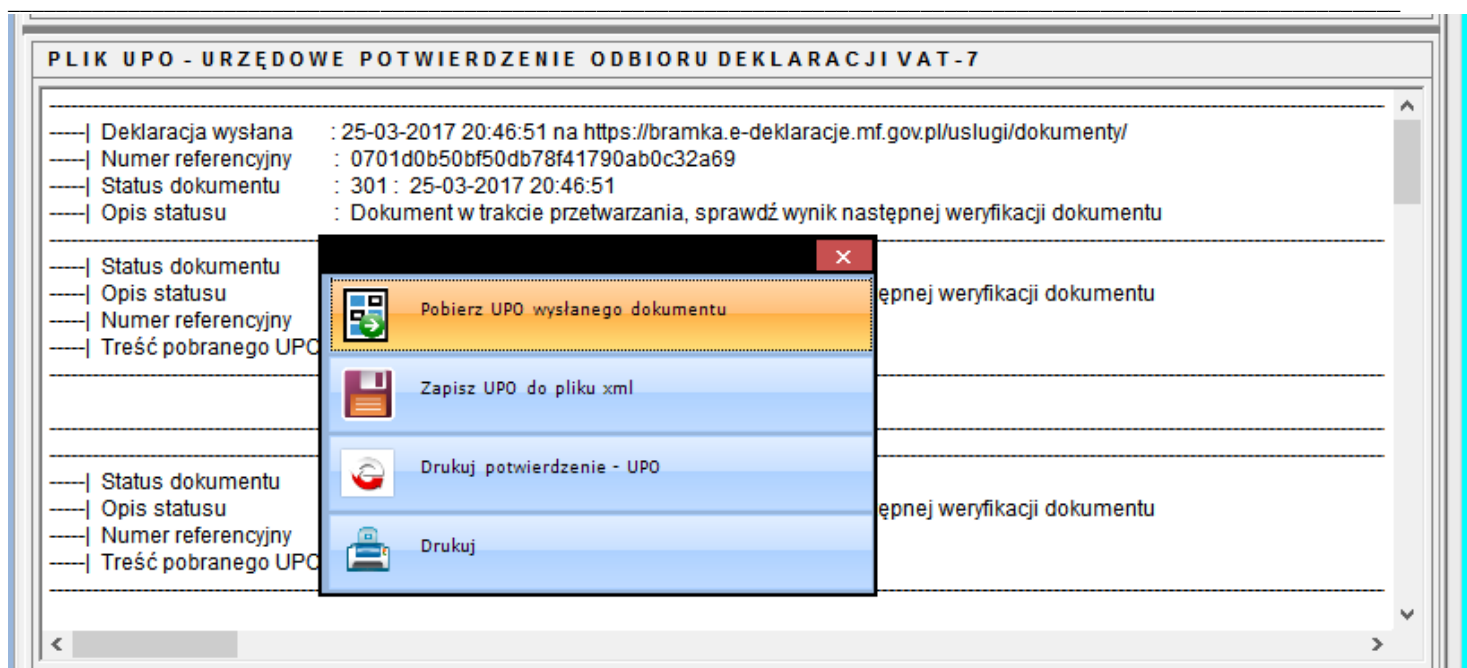 PLIK UPO - URZĘDOWE POTWIERDZENIE ODBIORU DEKLARACJI VAT-7
-----| Deklaracja wysłana : 25-03-2017 20:46:51 na https://bramka.e-deklaracje.mf.gov.pl/uslugi/dokumenty/
-----| Numer referencyjny : 0701d0b50bf50db78f41790ab0c32a69
-----| Status dokumentu : 301 : 25-03-2017 20:46:51
-----| Opis statusu : Dokument w trakcie przetwarzania, sprawdź wynik następnej weryfikacji dokumentu
-----| Status dokumentu
-----| Opis statusu ępnej weryfikacji dokumentu
-----| Numer referencyjny
-----| Treść pobranego UPO
Pobierz UPO wysłanego dokumentu
Zapisz UPO do pliku xml
Drukuj potwierdzenie - UPO
Drukuj
-----| Status dokumentu
-----| Opis statusu ępnej weryfikacji dokumentu
-----| Numer referencyjny
-----| Treść pobranego UPO